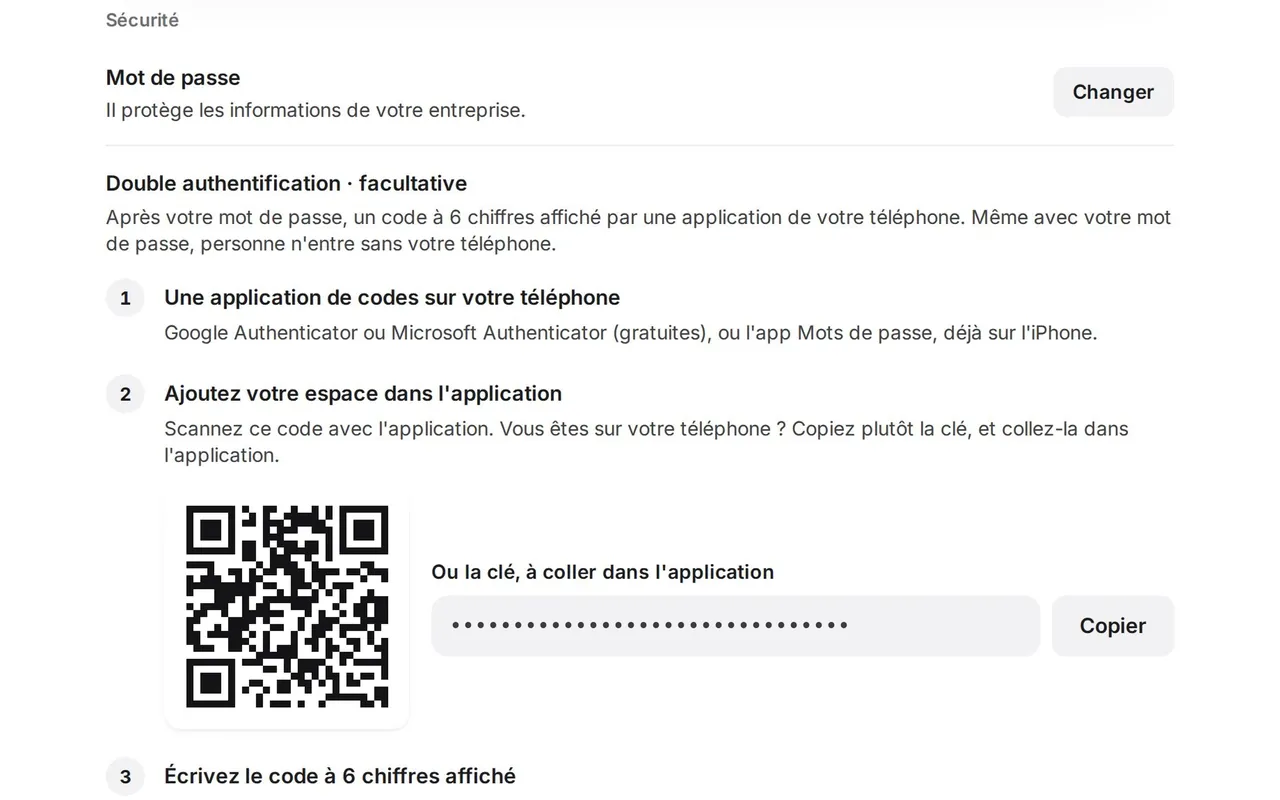 Sécurité
Mot de passe
Il protège les informations de votre entreprise.
Changer
Double authentification · facultative
Après votre mot de passe, un code à 6 chiffres affiché par une application de votre téléphone. Même avec votre mot
de passe, personne n'entre sans votre téléphone.
1
Une application de codes sur votre téléphone
Google Authenticator ou Microsoft Authenticator (gratuites), ou l'app Mots de passe, déjà sur l'iPhone.
2
Ajoutez votre espace dans l'application
Scannez ce code avec l'application. Vous êtes sur votre téléphone ? Copiez plutôt la clé, et collez-la dans
l'application.
Ou la clé, à coller dans l'application
••••••••••••••••••••••••••••••••
Copier
3
Écrivez le code à 6 chiffres affiché